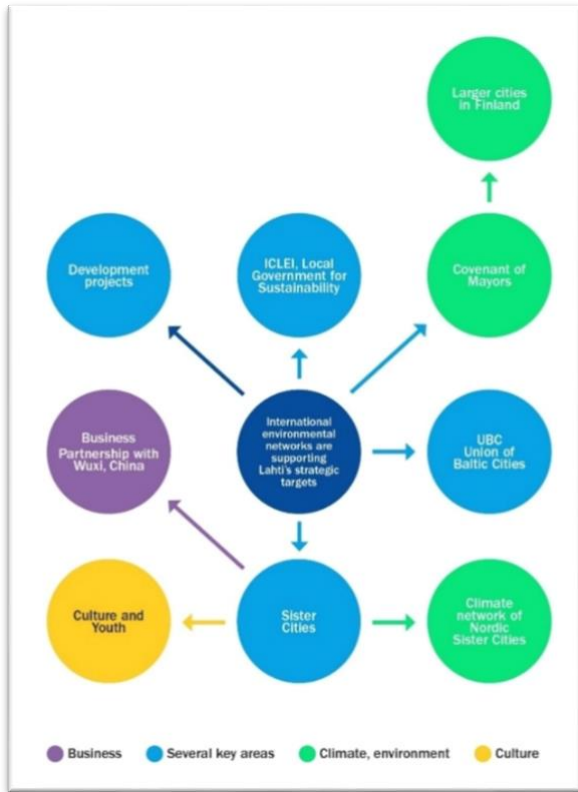 Larger cities
in Finland
Development
projects
ICLEI, Local
Government for
Sustainability
Covenant of
Mayors
Business
Partnership with
Wuxi, China
International
environmental
networks are
supporting
Lahti's strategic
targets
UBC
Union of
Baltic Cities
Culture and
Youth
Sister
Cities
Climate
network of
Nordic
Sister Cities
Business
Several key areas
Climate, environment
Culture